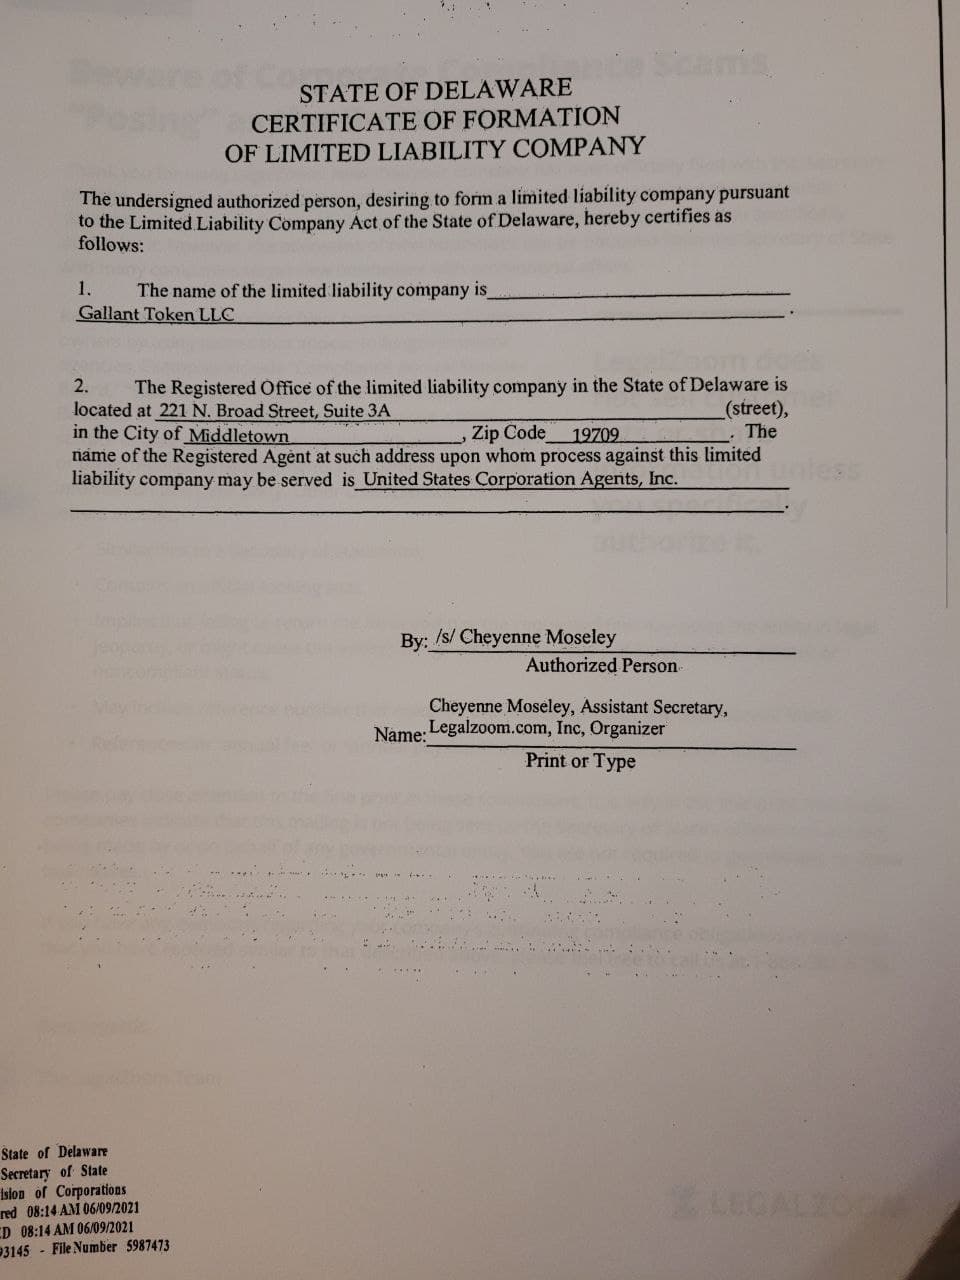 STATE OF DELAWARE
CERTIFICATE OF FORMATION
OF LIMITED LIABILITY COMPANY
The undersigned authorized person, desiring to form a limited liability company pursuant
to the Limited Liability Company Act of the State of Delaware, hereby certifies as
follows:
1. The name of the limited liability company is
Gallant Token LLC.
2. The Registered Office of the limited liability company in the State of Delaware is
located at 221 N. Broad Street, Suite 3A (street),
in the City of Middletown, Zip Code 19709. The
name of the Registered Agent at such address upon whom process against this limited
liability company may be served is United States Corporation Agents, Inc.
.
By: /s/ Cheyenne Moseley
Authorized Person
Cheyenne Moseley, Assistant Secretary,
Name: Legalzoom.com, Inc, Organizer
Print or Type
State of Delaware
Secretary of State
ision of Corporations
red 08:14 AM 06/09/2021
D 08:14 AM 06/09/2021
93145 - File Number 5987473
LEGALZOOM